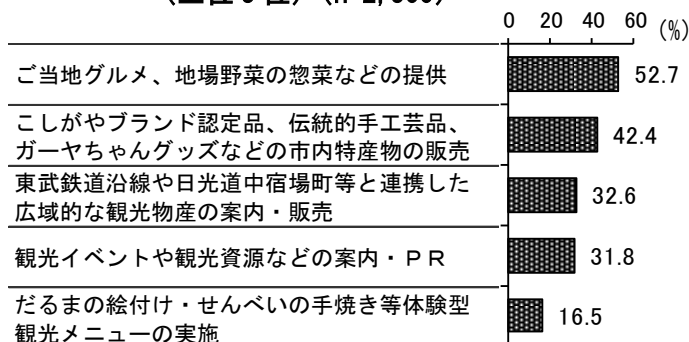 0 20 40 60 (%)
ご当地グルメ、地場野菜の惣菜などの提供
52.7
こしがやブランド認定品、伝統的手工芸品、
ガーヤちゃんグッズなどの市内特産物の販売
42.4
東武鉄道沿線や日光道中宿場町等と連携した
広域的な観光物産の案内・販売
32.6
観光イベントや観光資源などの案内・ＰＲ
31.8
だるまの絵付け・せんべいの手焼き等体験型
観光メニューの実施
16.5